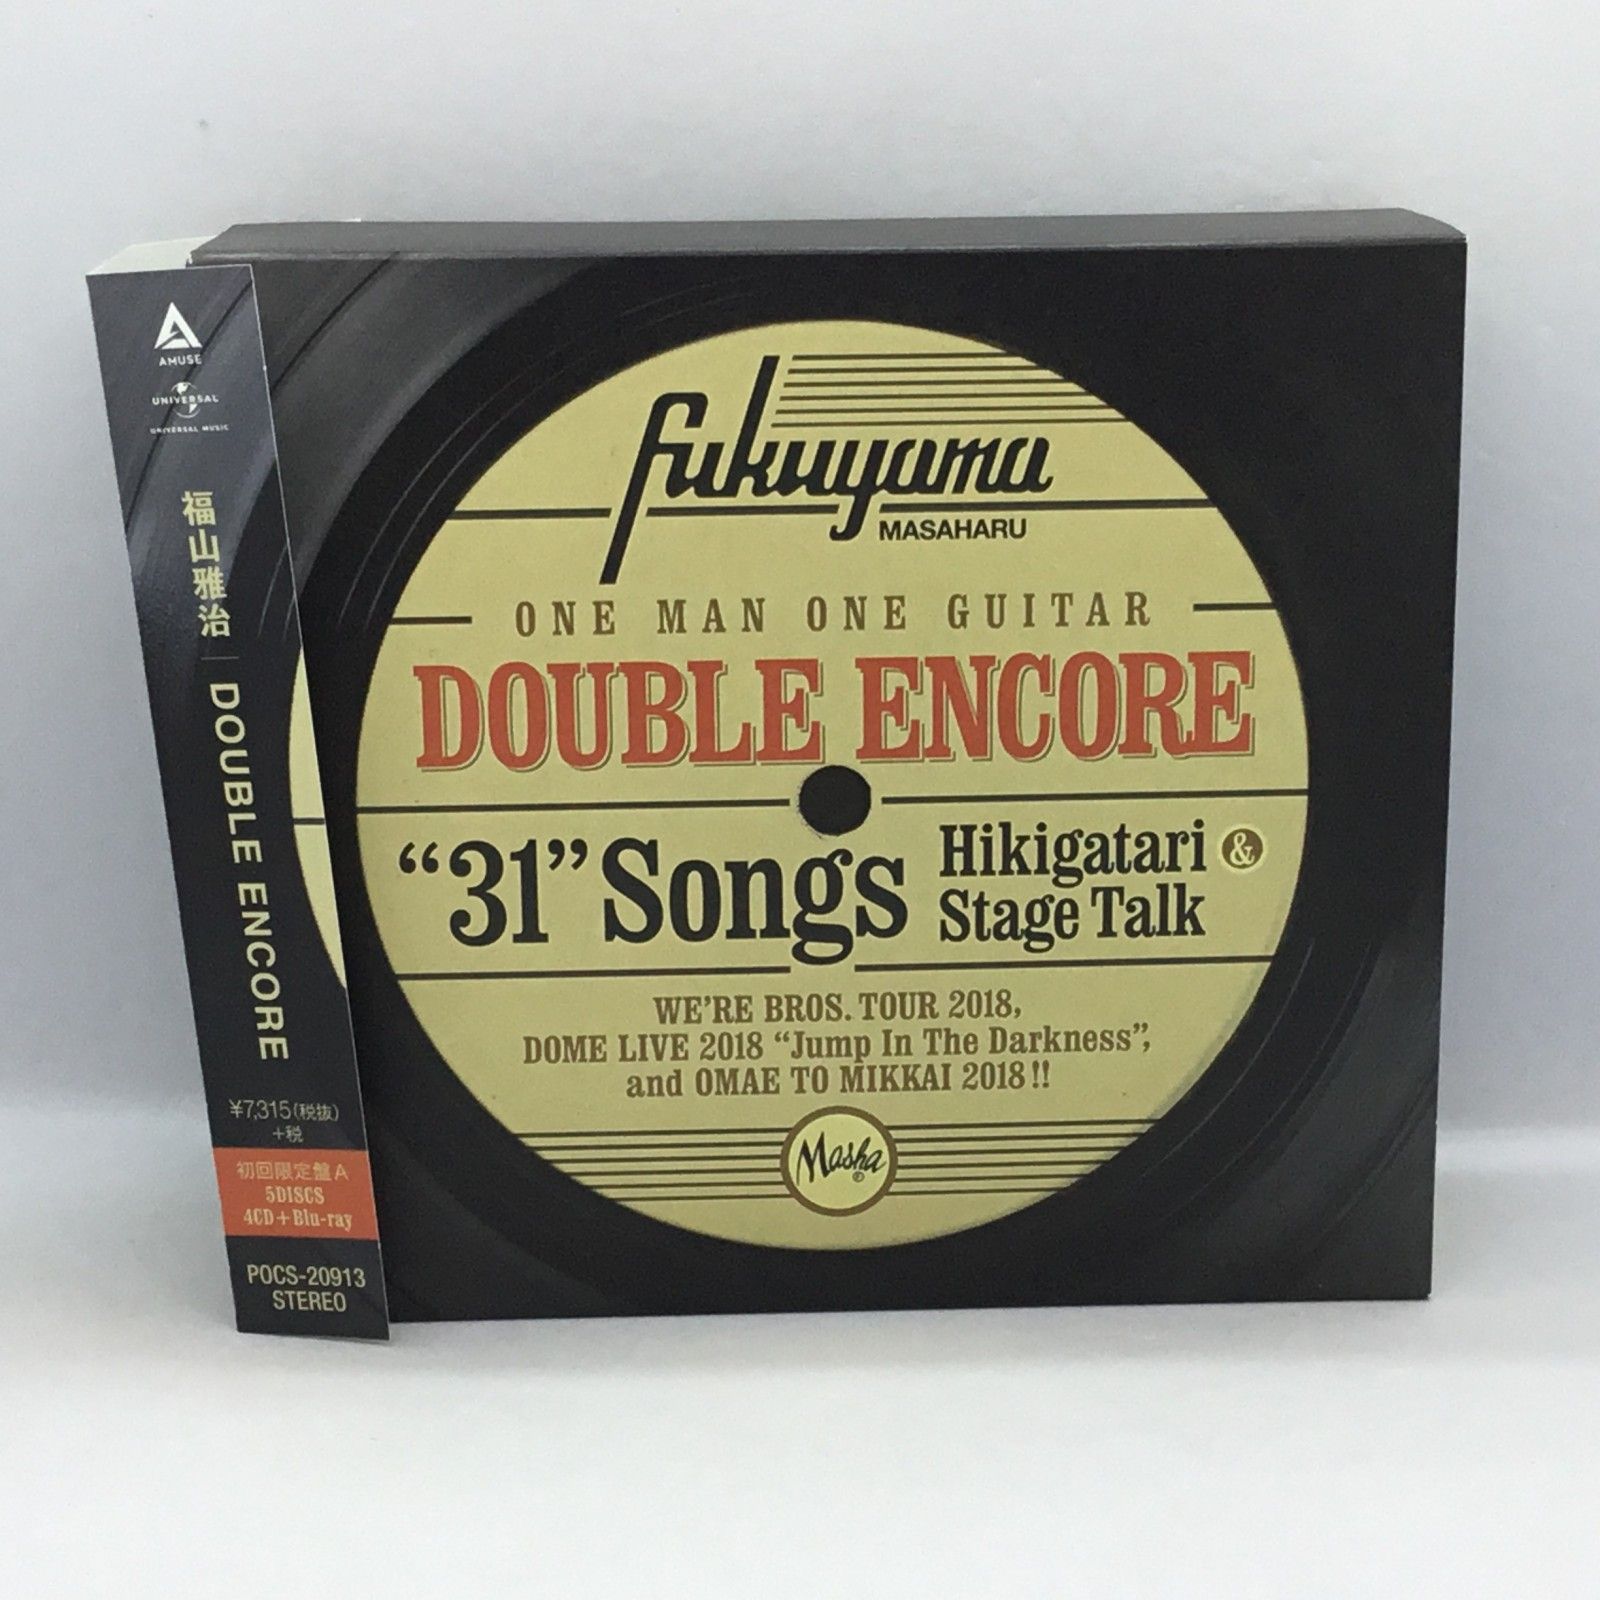 AMUSE
UNIVERSAL
UNIVERSAL MUSIC
福山雅治 | DOUBLE ENCORE
¥7,315(税抜)
+税
初回限定盤A
5DISCS
4CD+Blu-ray
POCS-20913
STEREO
fukuyama
MASAHARU
ONE MAN ONE GUITAR
DOUBLE ENCORE
“31” Songs
Hikigatari &
Stage Talk
WE'RE BROS. TOUR 2018,
DOME LIVE 2018 “Jump In The Darkness”,
and OMAE TO MIKKAI 2018!!
Masha
®